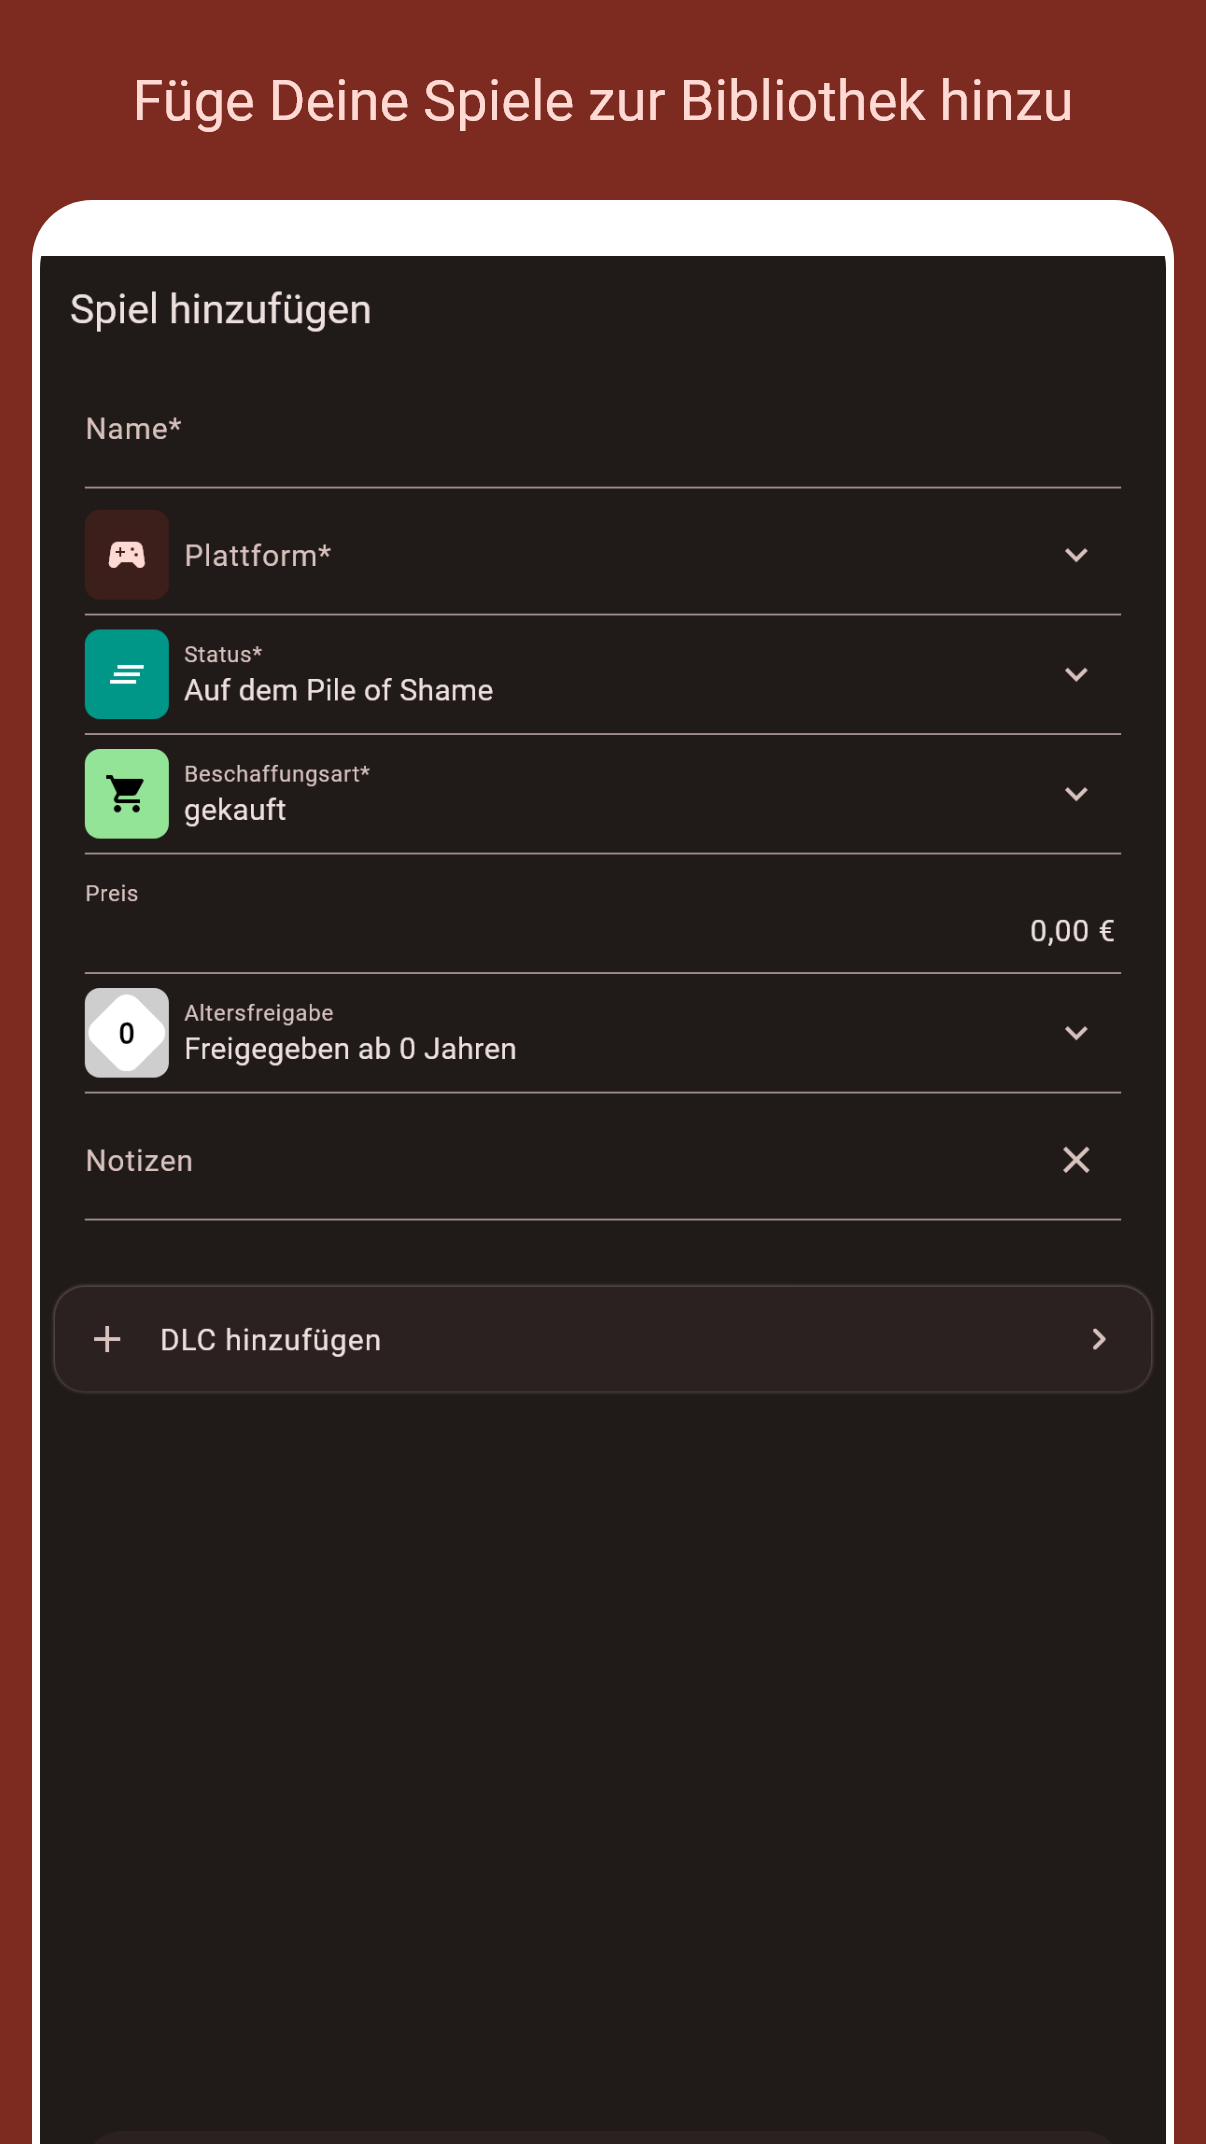 Füge Deine Spiele zur Bibliothek hinzu
Spiel hinzufügen
Name*
Plattform*
Status*
Auf dem Pile of Shame
Beschaffungsart*
gekauft
Preis
0,00 €
0
Altersfreigabe
Freigegeben ab 0 Jahren
Notizen
DLC hinzufügen